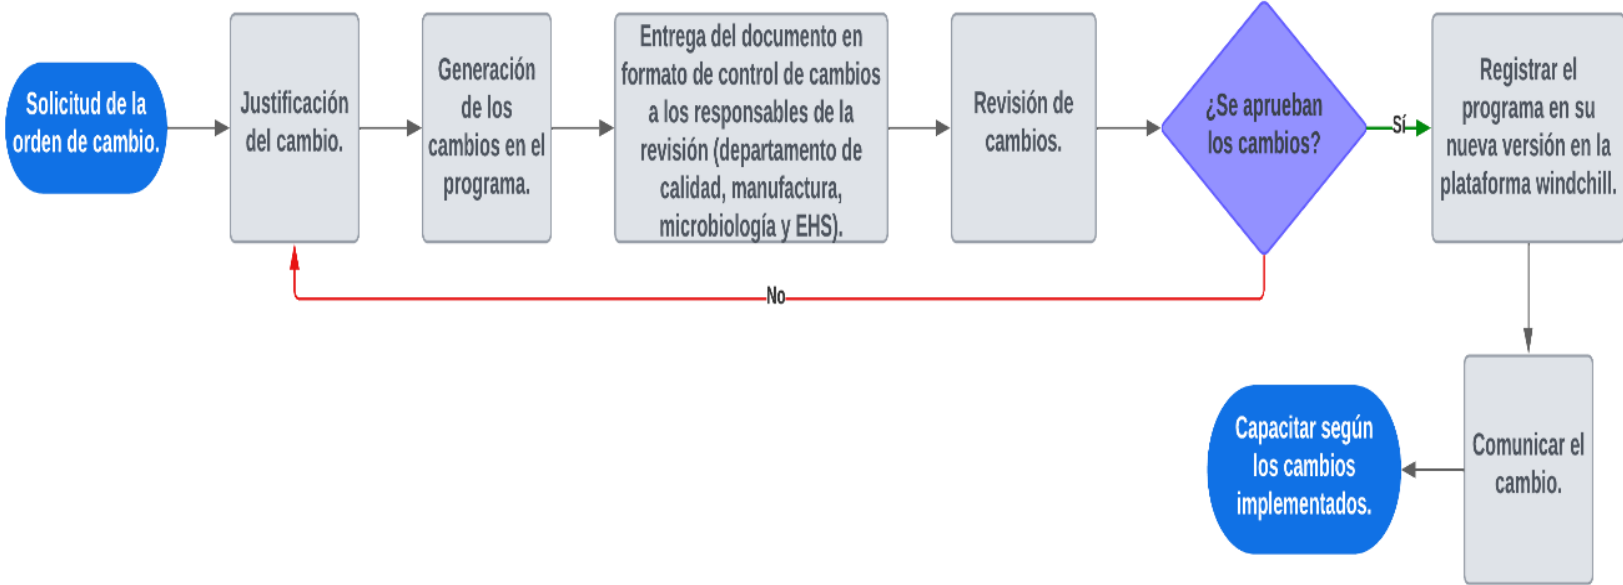 Solicitud de la
orden de cambio.
Justificación
del cambio.
Generación
de los
cambios en el
programa.
Entrega del documento en
formato de control de cambios
a los responsables de la
revisión (departamento de
calidad, manufactura,
microbiología y EHS).
Revisión de
cambios.
¿Se aprueban
los cambios?
Sí
Registrar el
programa en su
nueva versión en la
plataforma windchill.
No
Comunicar el
cambio.
Capacitar según
los cambios
implementados.